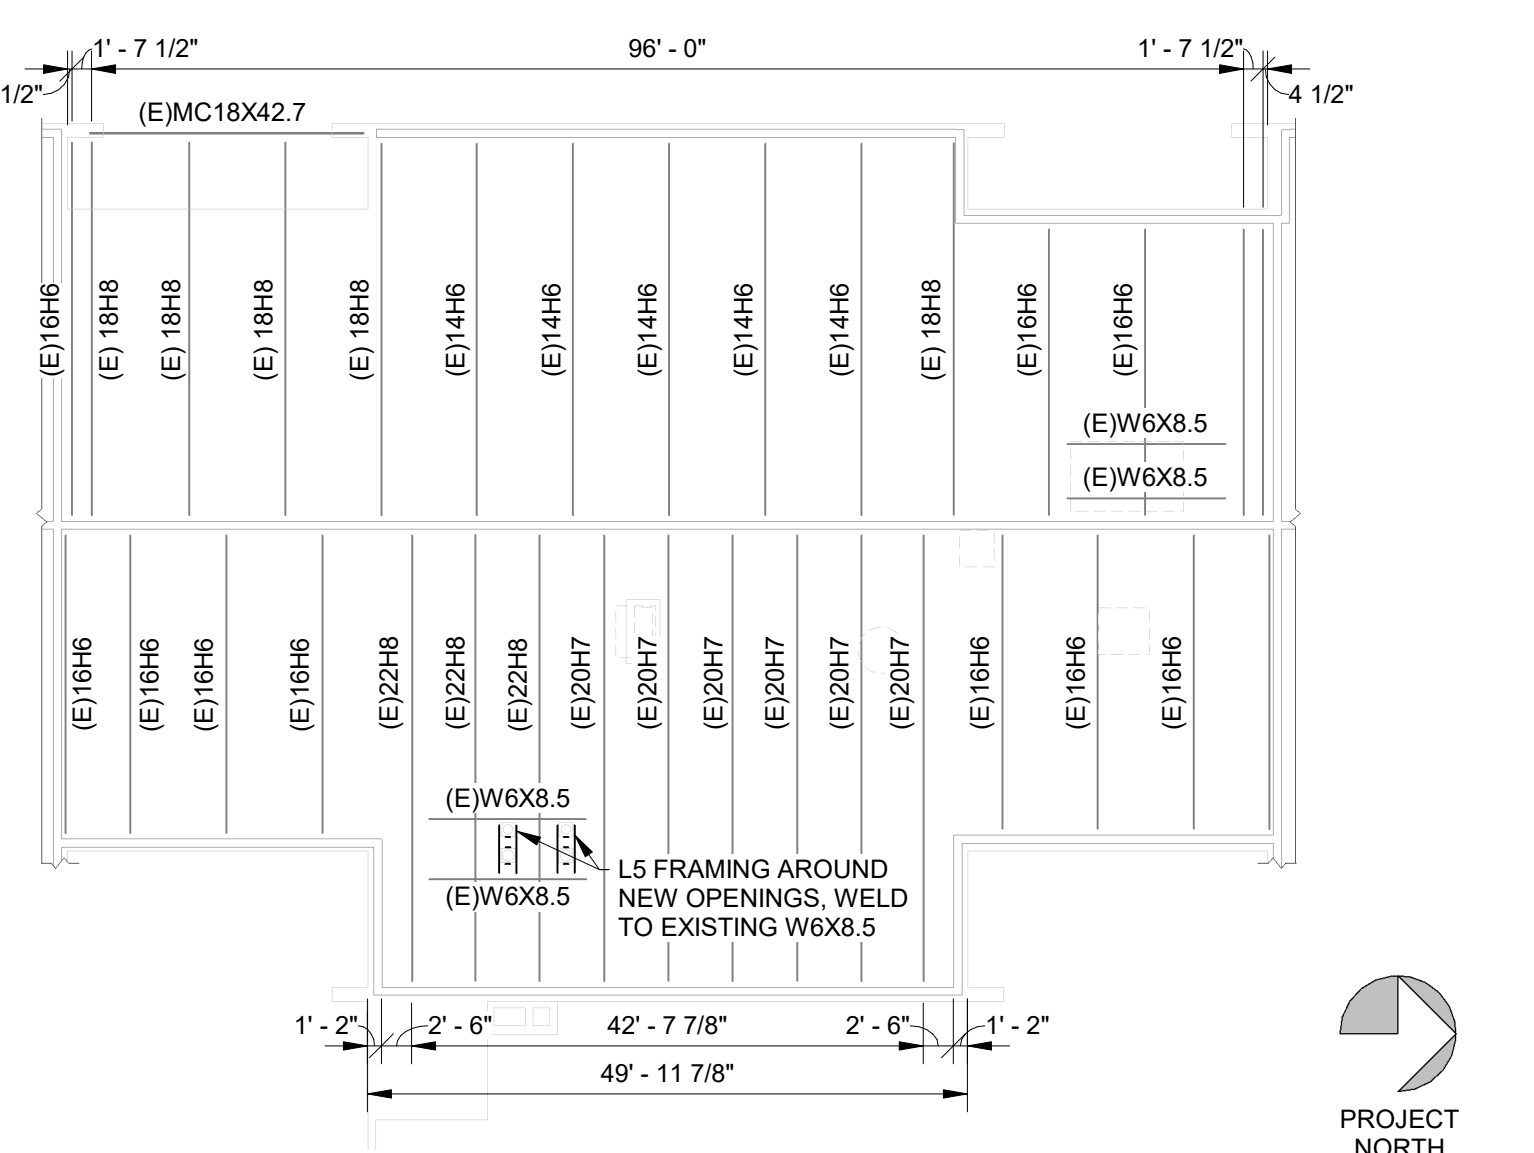 1' - 7 1/2"
96' - 0"
1' - 7 1/2"
1/2"
4 1/2"
(E)MC18X42.7
(E)16H6
(E) 18H8
(E) 18H8
(E) 18H8
(E) 18H8
(E)14H6
(E)14H6
(E)14H6
(E)14H6
(E)14H6
(E) 18H8
(E)16H6
(E)16H6
(E)W6X8.5
(E)W6X8.5
(E)16H6
(E)16H6
(E)16H6
(E)16H6
(E)22H8
(E)22H8
(E)22H8
(E)20H7
(E)20H7
(E)20H7
(E)20H7
(E)20H7
(E)20H7
(E)16H6
(E)16H6
(E)16H6
(E)W6X8.5
(E)W6X8.5
L5 FRAMING AROUND
NEW OPENINGS, WELD
TO EXISTING W6X8.5
1' - 2"
2' - 6"
42' - 7 7/8"
2' - 6"
1' - 2"
49' - 11 7/8"
PROJECT
NORTH